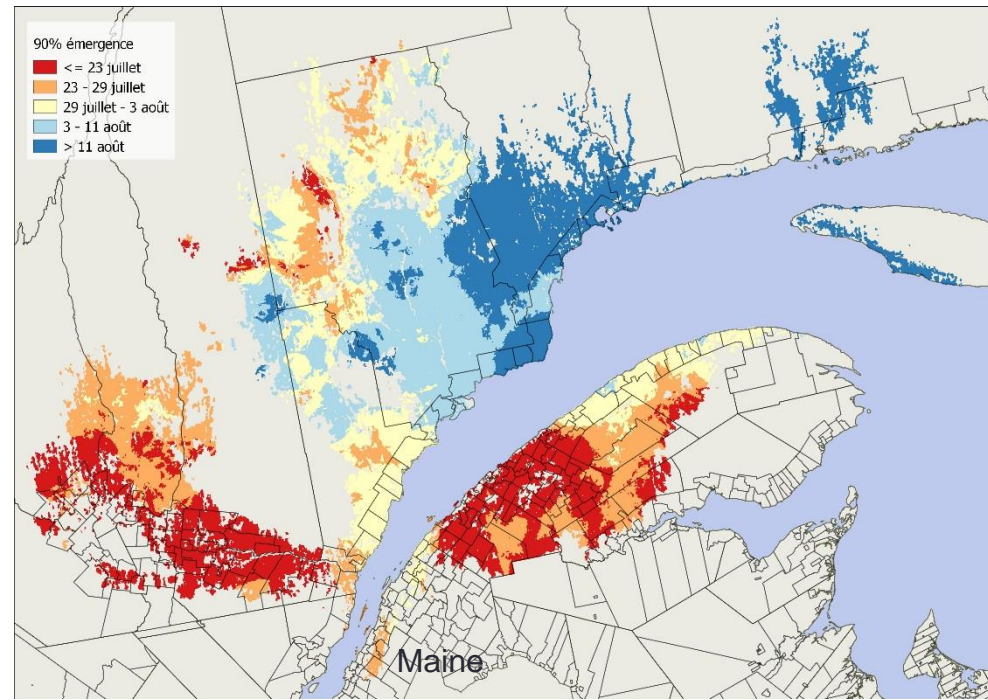 90% émergence
<= 23 juillet
23 - 29 juillet
29 juillet - 3 août
3 - 11 août
> 11 août
Maine